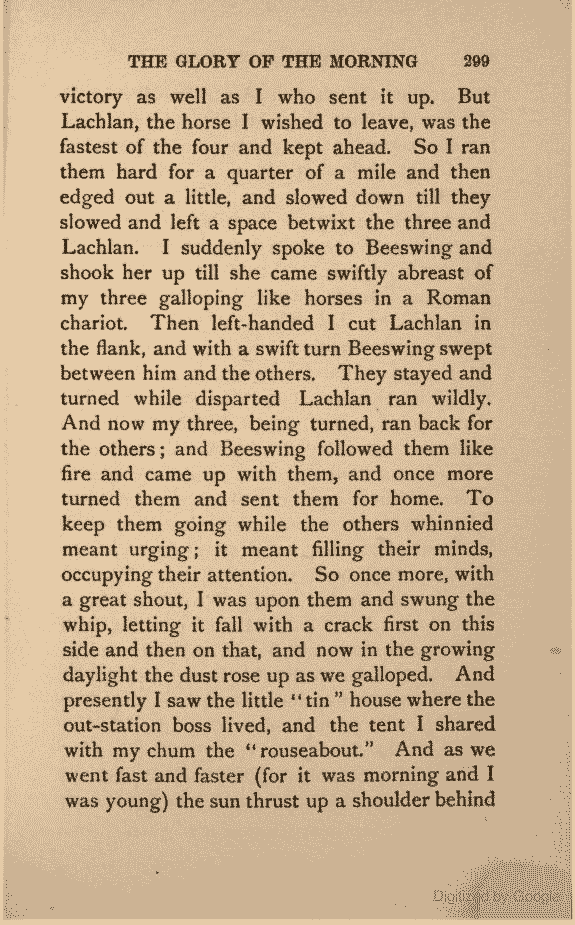 THE GLORY OF THE MORNING 299
victory as well as I who sent it up. But
Lachlan, the horse I wished to leave, was the
fastest of the four and kept ahead. So I ran
them hard for a quarter of a mile and then
edged out a little, and slowed down till they
slowed and left a space betwixt the three and
Lachlan. I suddenly spoke to Beeswing and
shook her up till she came swiftly abreast of
my three galloping like horses in a Roman
chariot. Then left-handed I cut Lachlan in
the flank, and with a swift turn Beeswing swept
between him and the others. They stayed and
turned while disparted Lachlan ran wildly.
And now my three, being turned, ran back for
the others; and Beeswing followed them like
fire and came up with them, and once more
turned them and sent them for home. To
keep them going while the others whinnied
meant urging; it meant filling their minds,
occupying their attention. So once more, with
a great shout, I was upon them and swung the
whip, letting it fall with a crack first on this
side and then on that, and now in the growing
daylight the dust rose up as we galloped. And
presently I saw the little "tin" house where the
out-station boss lived, and the tent I shared
with my chum the "rouseabout." And as we
went fast and faster (for it was morning and I
was young) the sun thrust up a shoulder behind
Digitized by Google